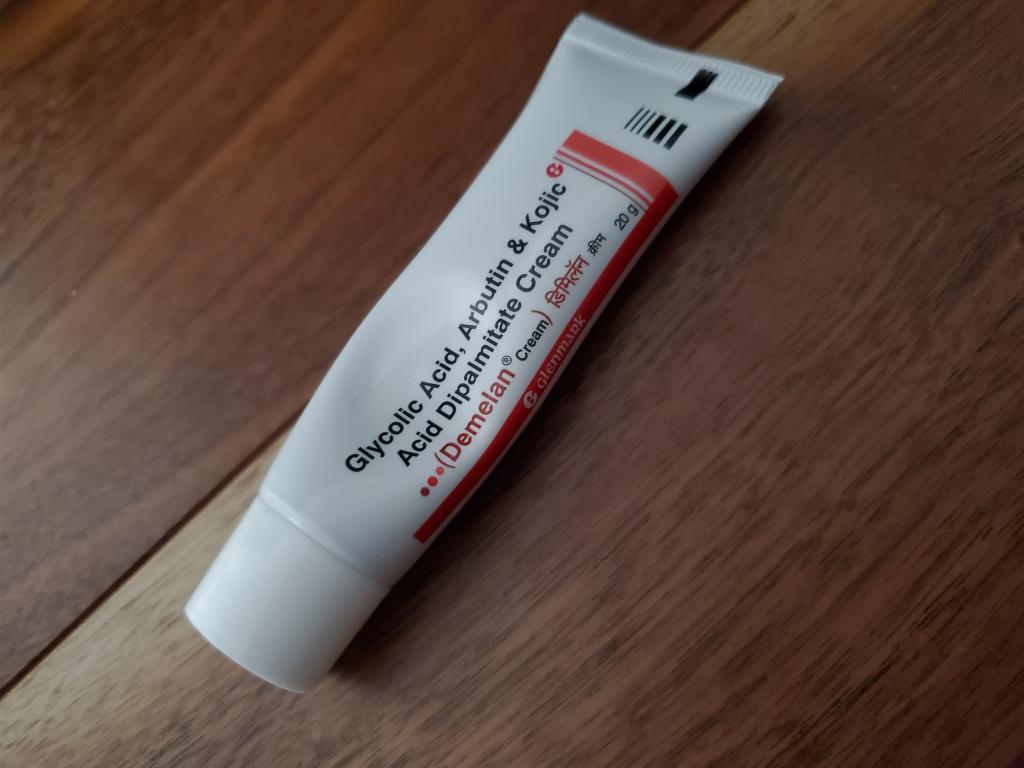 Glycolic Acid, Arbutin & Kojic
Acid Dipalmitate Cream
(Demelan® Cream) डिमिलॅन क्रीम 20 g
Glenmark